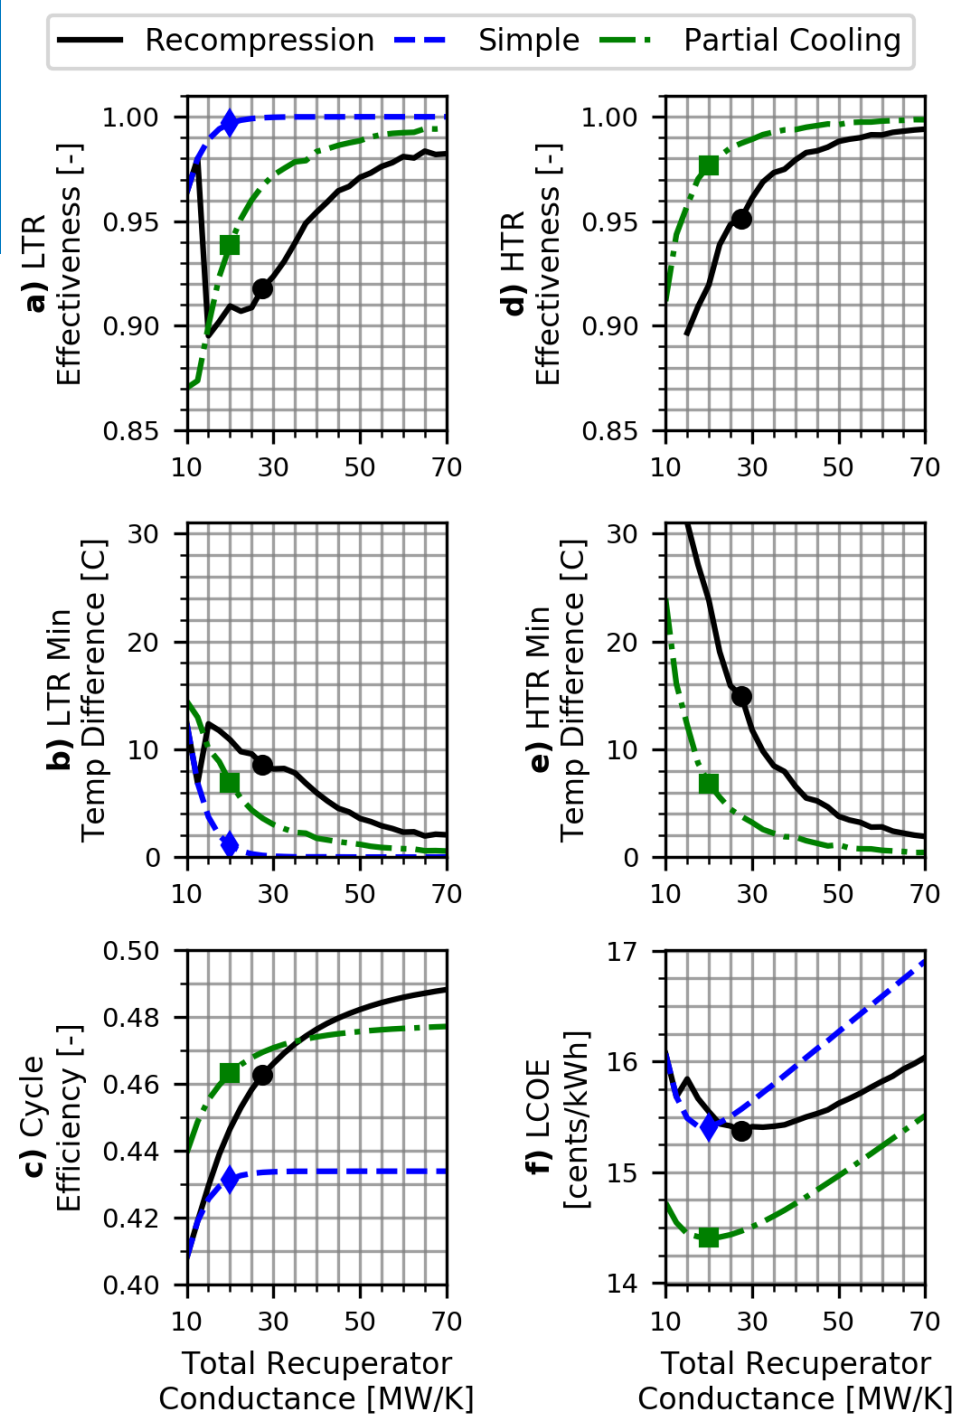 Recompression Simple Partial Cooling
a) LTR
Effectiveness [-]
1.00
0.95
0.90
0.85
10 30 50 70
d) HTR
Effectiveness [-]
1.00
0.95
0.90
0.85
10 30 50 70
b) LTR Min
Temp Difference [C]
30
20
10
0
10 30 50 70
e) HTR Min
Temp Difference [C]
30
20
10
0
10 30 50 70
c) Cycle
Efficiency [-]
0.50
0.48
0.46
0.44
0.42
0.40
10 30 50 70
Total Recuperator
Conductance [MW/K]
f) LCOE
[cents/kWh]
17
16
15
14
10 30 50 70
Total Recuperator
Conductance [MW/K]